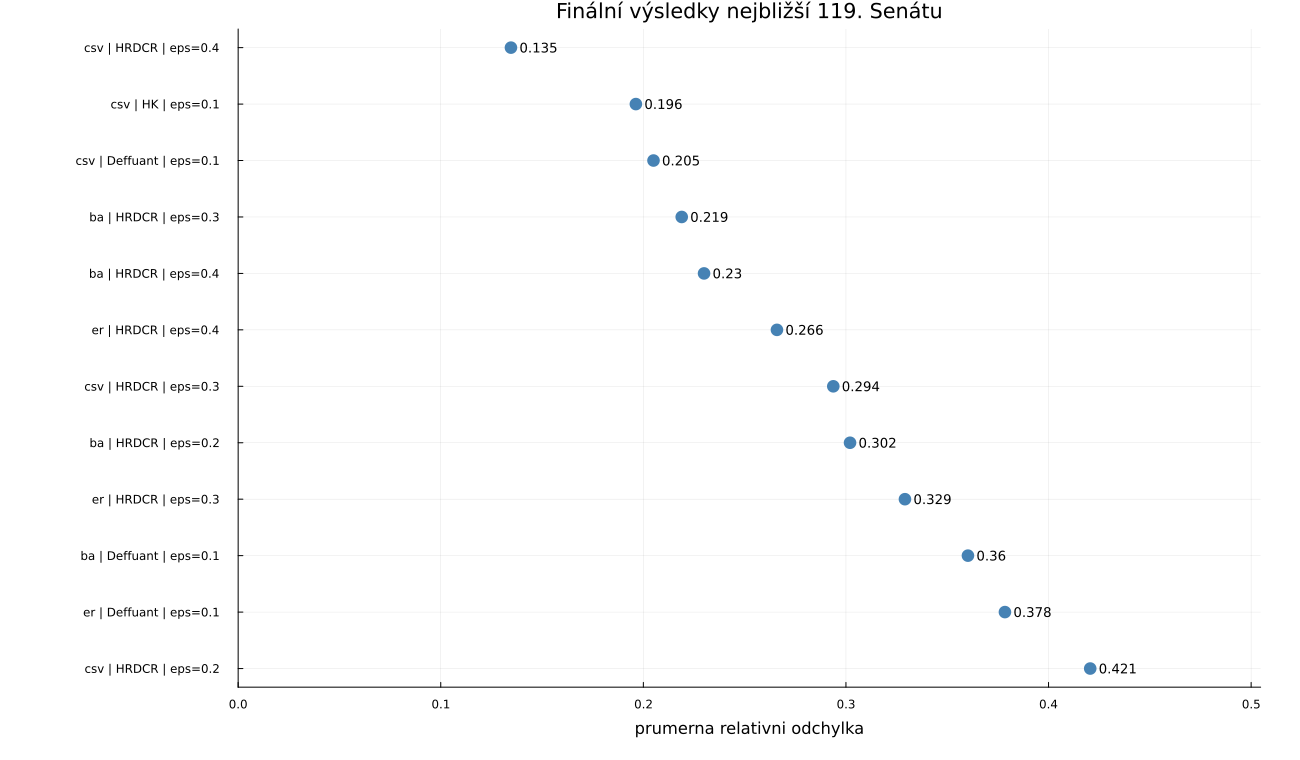 Finální výsledky nejbližší 119. Senátu
csv | HRDCR | eps=0.4
0.135
csv | HK | eps=0.1
0.196
csv | Deffuant | eps=0.1
0.205
ba | HRDCR | eps=0.3
0.219
ba | HRDCR | eps=0.4
0.23
er | HRDCR | eps=0.4
0.266
csv | HRDCR | eps=0.3
0.294
ba | HRDCR | eps=0.2
0.302
er | HRDCR | eps=0.3
0.329
ba | Deffuant | eps=0.1
0.36
er | Deffuant | eps=0.1
0.378
csv | HRDCR | eps=0.2
0.421
0.0 0.1 0.2 0.3 0.4 0.5
prumerna relativni odchylka